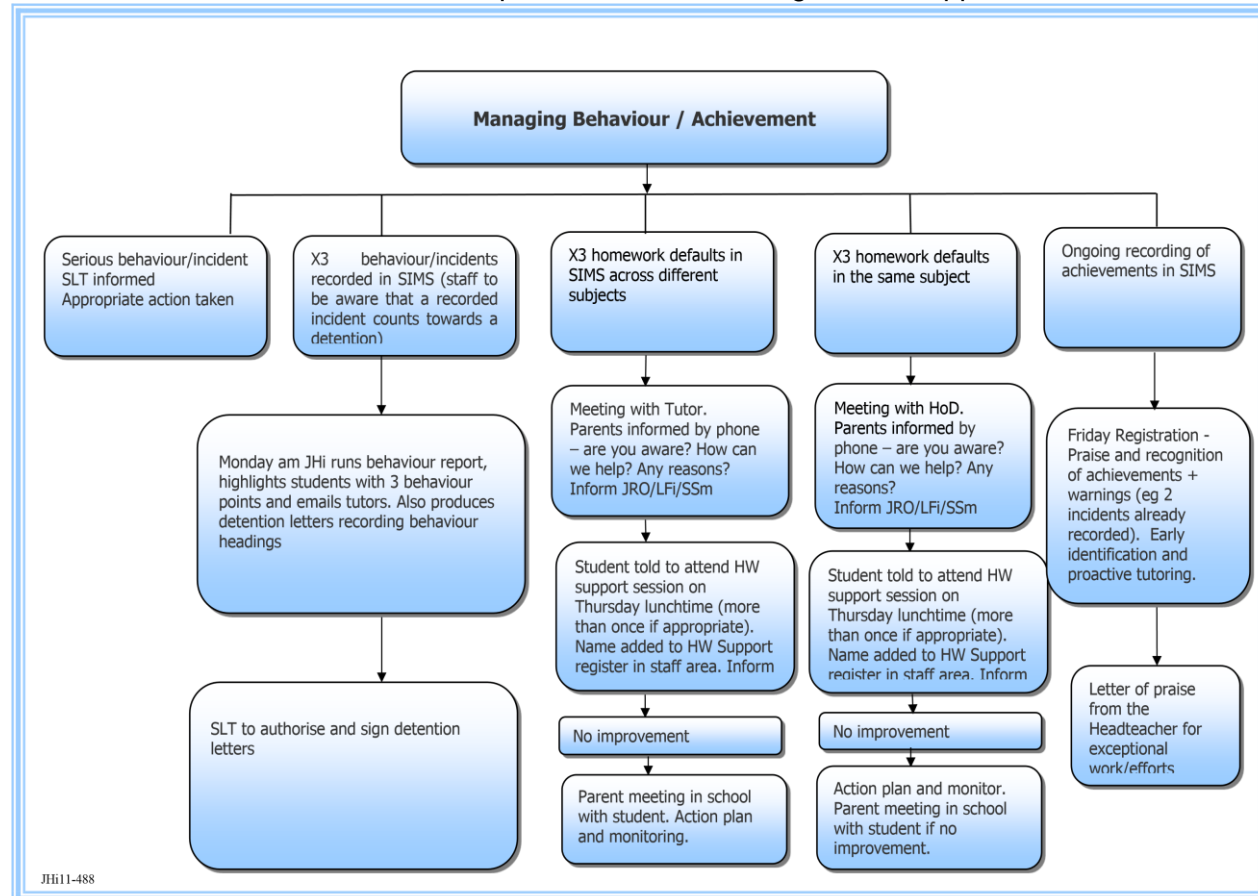 Managing Behaviour / Achievement
Serious behaviour/incident
SLT informed
Appropriate action taken
X3 behaviour/incidents
recorded in SIMS (staff to
be aware that a recorded
incident counts towards a
detention)
X3 homework defaults in
SIMS across different
subjects
X3 homework defaults
in the same subject
Ongoing recording of
achievements in SIMS
Monday am JHi runs behaviour report,
highlights students with 3 behaviour
points and emails tutors. Also produces
detention letters recording behaviour
headings
Meeting with Tutor.
Parents informed by phone
– are you aware? How can
we help? Any reasons?
Inform JRO/LFi/SSm
Meeting with HoD.
Parents informed by
phone – are you aware?
How can we help? Any
reasons?
Inform JRO/LFi/SSm
Friday Registration -
Praise and recognition
of achievements +
warnings (eg 2
incidents already
recorded). Early
identification and
proactive tutoring.
Student told to attend HW
support session on
Thursday lunchtime (more
than once if appropriate).
Name added to HW Support
register in staff area. Inform
Student told to attend HW
support session on
Thursday lunchtime (more
than once if appropriate).
Name added to HW Support
register in staff area. Inform
SLT to authorise and sign detention
letters
No improvement
No improvement
Letter of praise
from the
Headteacher for
exceptional
work/efforts
Parent meeting in school
with student. Action plan
and monitoring.
Action plan and monitor.
Parent meeting in school
with student if no
improvement.
JHi11-488